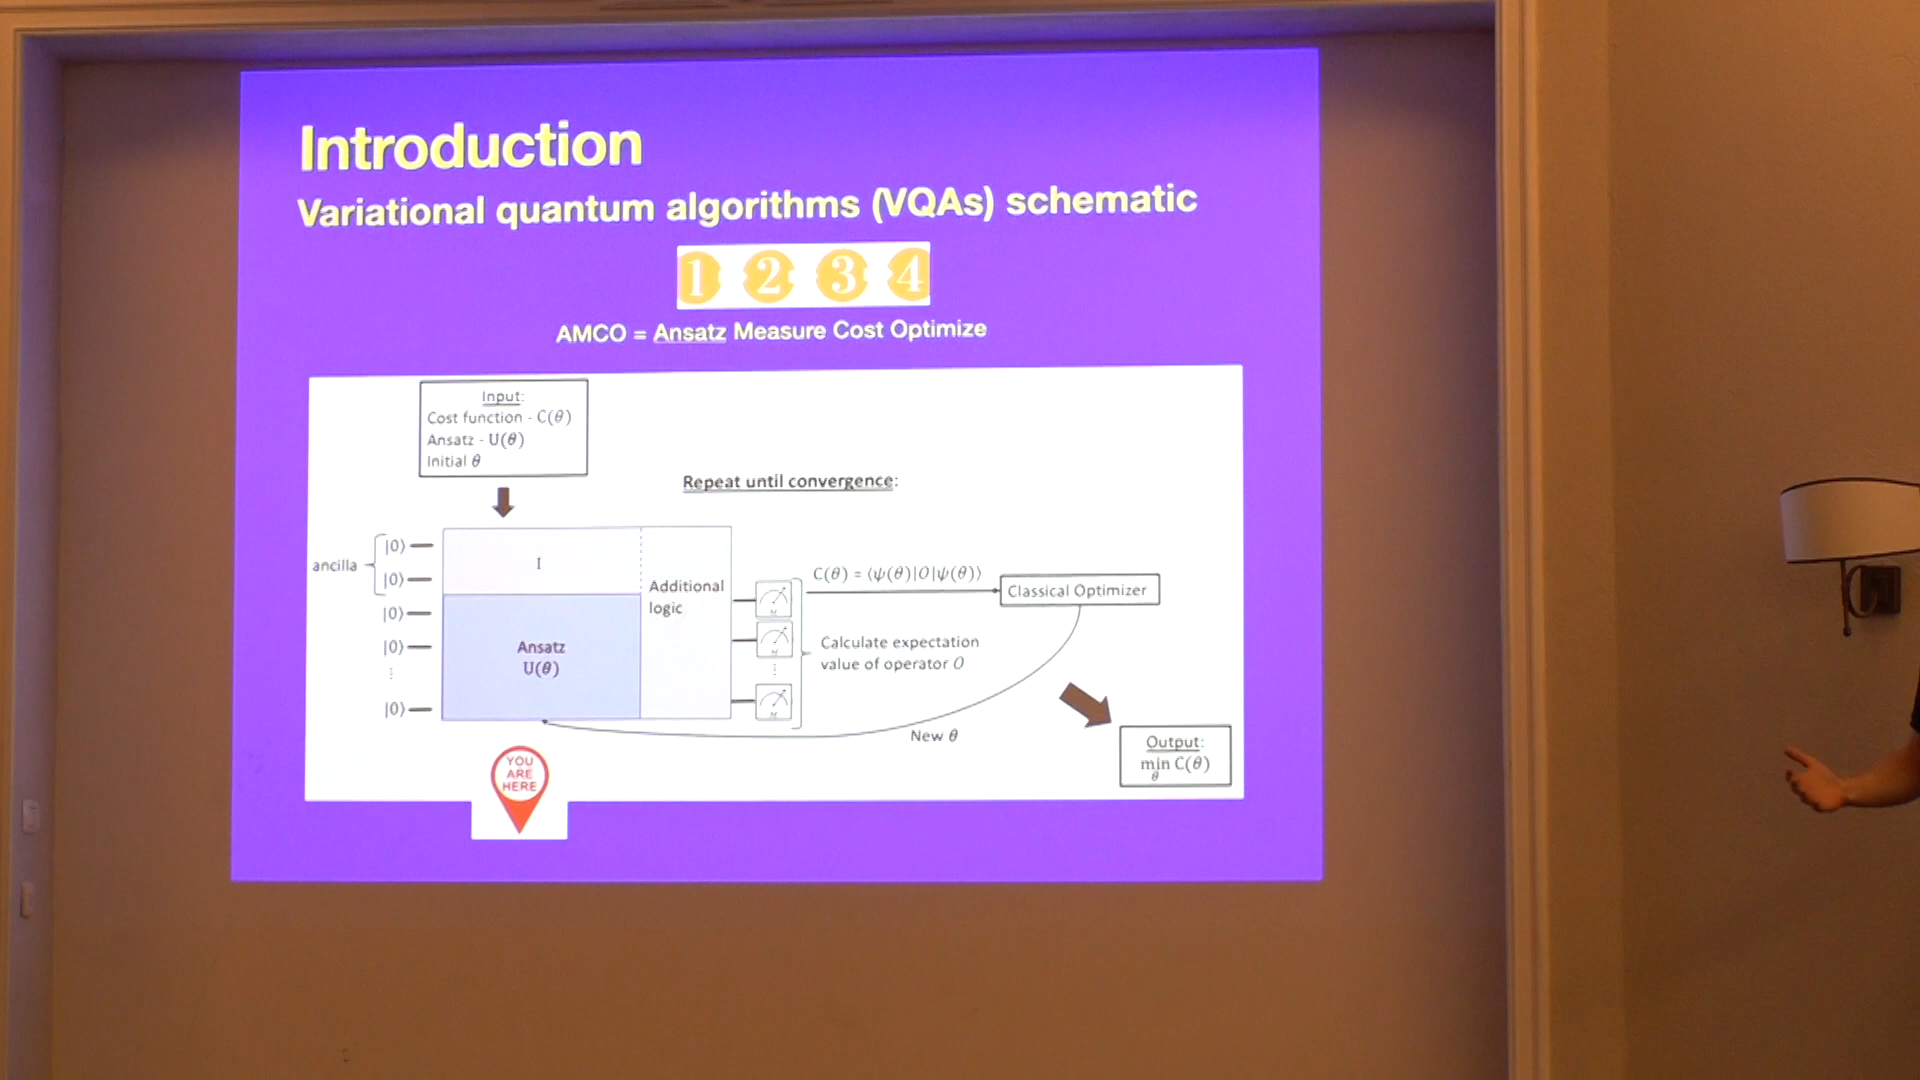 Introduction
Variational quantum algorithms (VQAs) schematic
1 2 3 4
AMCO = Ansatz Measure Cost Optimize
Input:
Cost function - C(θ)
Ansatz - U(θ)
Initial θ
Repeat until convergence:
ancilla
|0⟩
|0⟩
|0⟩
|0⟩
⋮
|0⟩
I
Ansatz
U(θ)
Additional
logic
M
M
⋮
M
C(θ) = ⟨ψ(θ)|O|ψ(θ)⟩
Calculate expectation
value of operator O
Classical Optimizer
New θ
Output:
min C(θ)
θ
YOU
ARE
HERE